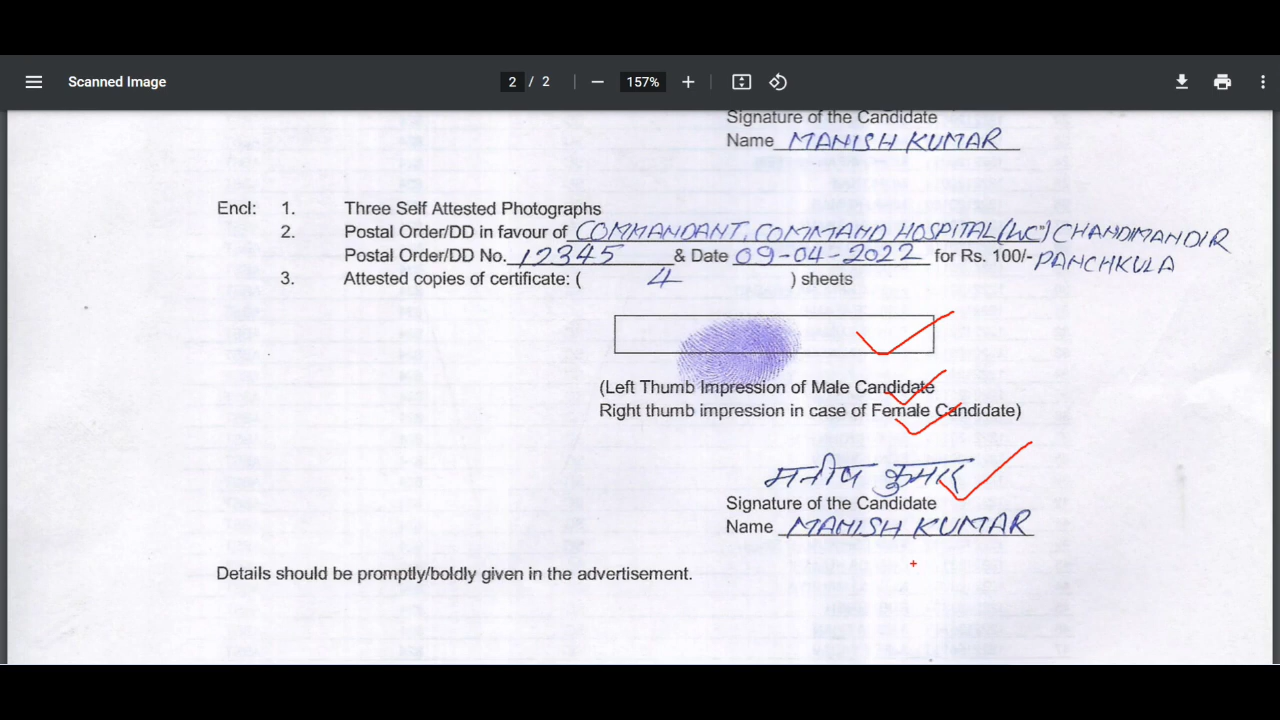 Scanned Image
2 / 2
157%
Signature of the Candidate
Name MANISH KUMAR
Encl: 1. Three Self Attested Photographs
2. Postal Order/DD in favour of COMMANDANT, COMMAND HOSPITAL (WC) CHANDIMANDIR
Postal Order/DD No. 12345 & Date 09-04-2022 for Rs. 100/- PANCHKULA
3. Attested copies of certificate: ( 4 ) sheets
(Left Thumb Impression of Male Candidate
Right thumb impression in case of Female Candidate)
मनीष कुमार
Signature of the Candidate
Name MANISH KUMAR
Details should be promptly/boldly given in the advertisement.